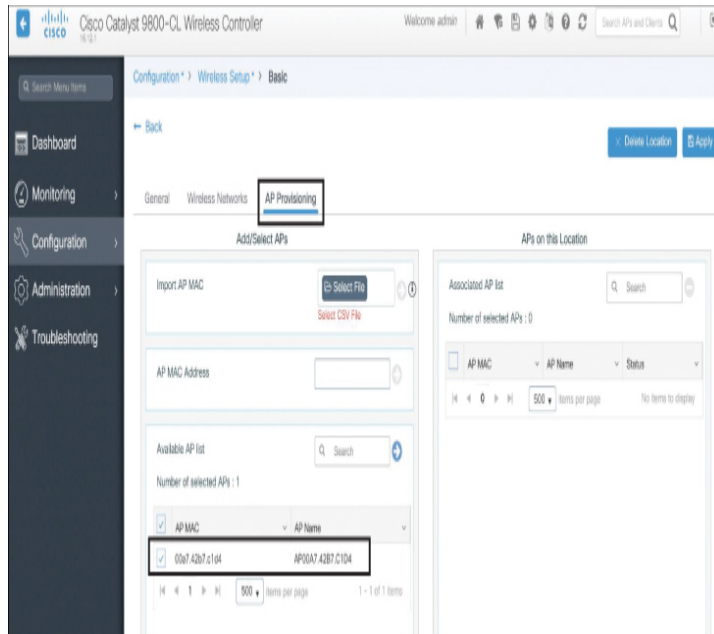 CISCO
Cisco Catalyst 9800-CL Wireless Controller
16.12.1
Welcome admin
Search APs and Clients
Search Menu Items
Dashboard
Monitoring
Configuration
Administration
Troubleshooting
Configuration > Wireless Setup > Basic
← Back
× Delete Location
Apply
General
Wireless Networks
AP Provisioning
Add/Select APs
Import AP MAC
Select File
Select CSV File
AP MAC Address
Available AP list
Search
Number of selected APs : 1
AP MAC
AP Name
00a7.42b7.c1d4
AP00A7.42B7.C1D4
1
500
items per page
1 - 1 of 1 items
APs on this Location
Associated AP list
Search
Number of selected APs : 0
AP MAC
AP Name
Status
0
500
items per page
No items to display